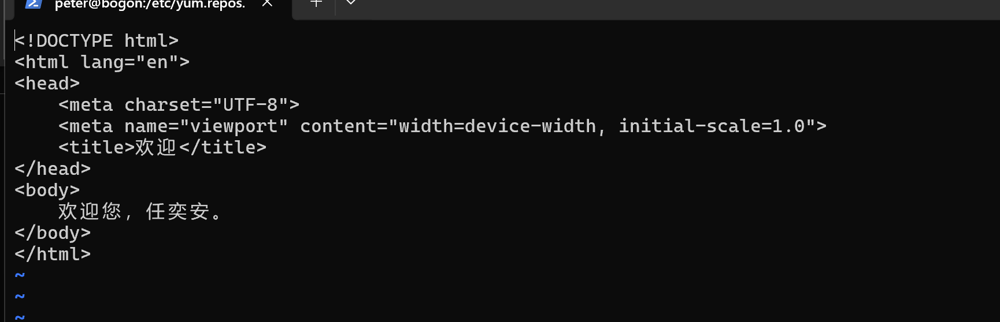 peter@bogon:/etc/yum.repos.
<!DOCTYPE html>
<html lang="en">
<head>
    <meta charset="UTF-8">
    <meta name="viewport" content="width=device-width, initial-scale=1.0">
    <title>欢迎</title>
</head>
<body>
    欢迎您，任奕安。
</body>
</html>
~
~
~